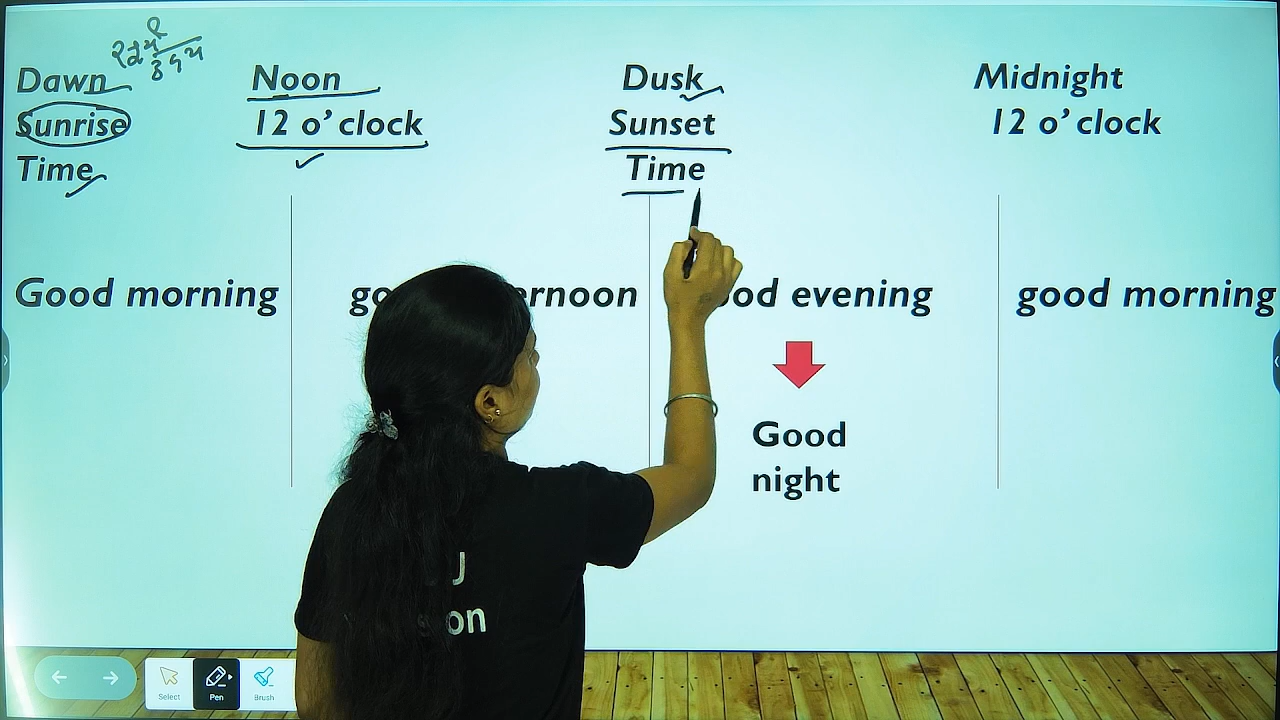 Dawn
Sunrise
Time
Noon
12 o’ clock
Dusk
Sunset
Time
Midnight
12 o’ clock
Good morning
ernoon
od evening
good morning
Good
night
J
on
Select
Pen
Brush